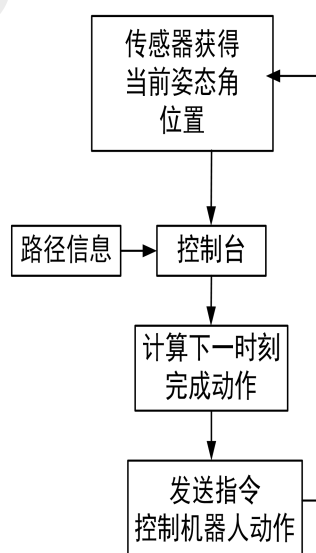 传感器获得
当前姿态角
位置
路径信息
控制台
计算下一时刻
完成动作
发送指令
控制机器人动作